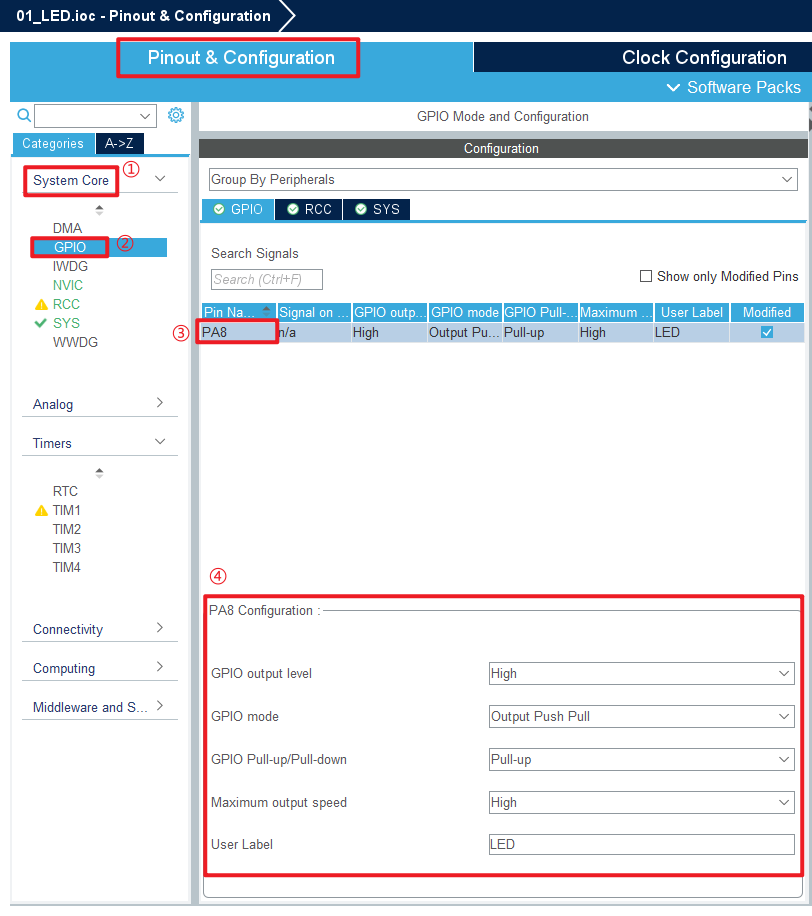 01_LED.ioc - Pinout & Configuration
Pinout & Configuration
Clock Configuration
Software Packs
GPIO Mode and Configuration
Categories
A->Z
Configuration
System Core
①
DMA
GPIO
②
IWDG
NVIC
RCC
SYS
WWDG
Analog
Timers
RTC
TIM1
TIM2
TIM3
TIM4
Connectivity
Computing
Middleware and S...
Group By Peripherals
GPIO
RCC
SYS
Search Signals
Search (Ctrl+F)
Show only Modified Pins
Pin Na... Signal on ... GPIO outp... GPIO mode GPIO Pull-... Maximum ... User Label Modified
③ PA8 n/a High Output Pu... Pull-up High LED
④
PA8 Configuration :
GPIO output level High
GPIO mode Output Push Pull
GPIO Pull-up/Pull-down Pull-up
Maximum output speed High
User Label LED